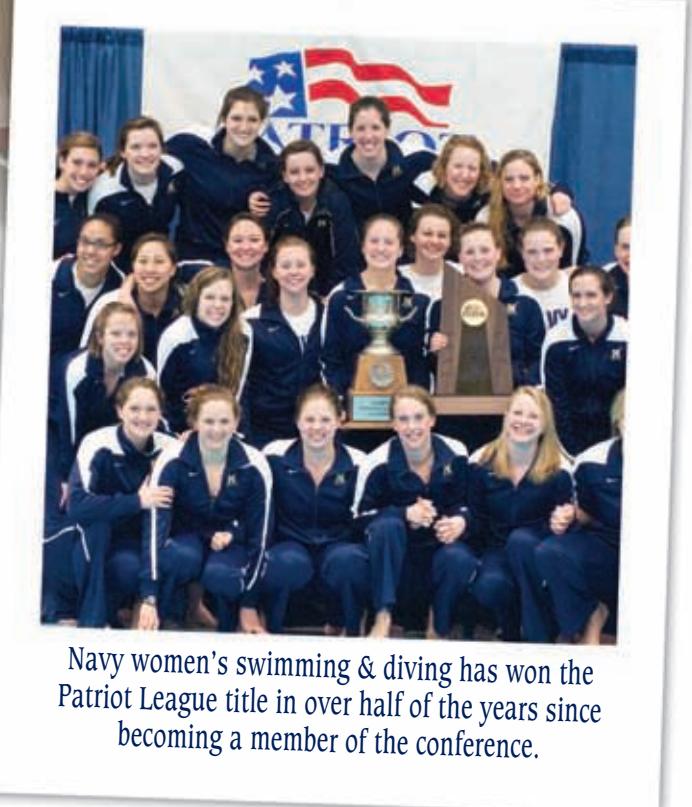 PATRIOT
Navy women's swimming & diving has won the
Patriot League title in over half of the years since
becoming a member of the conference.